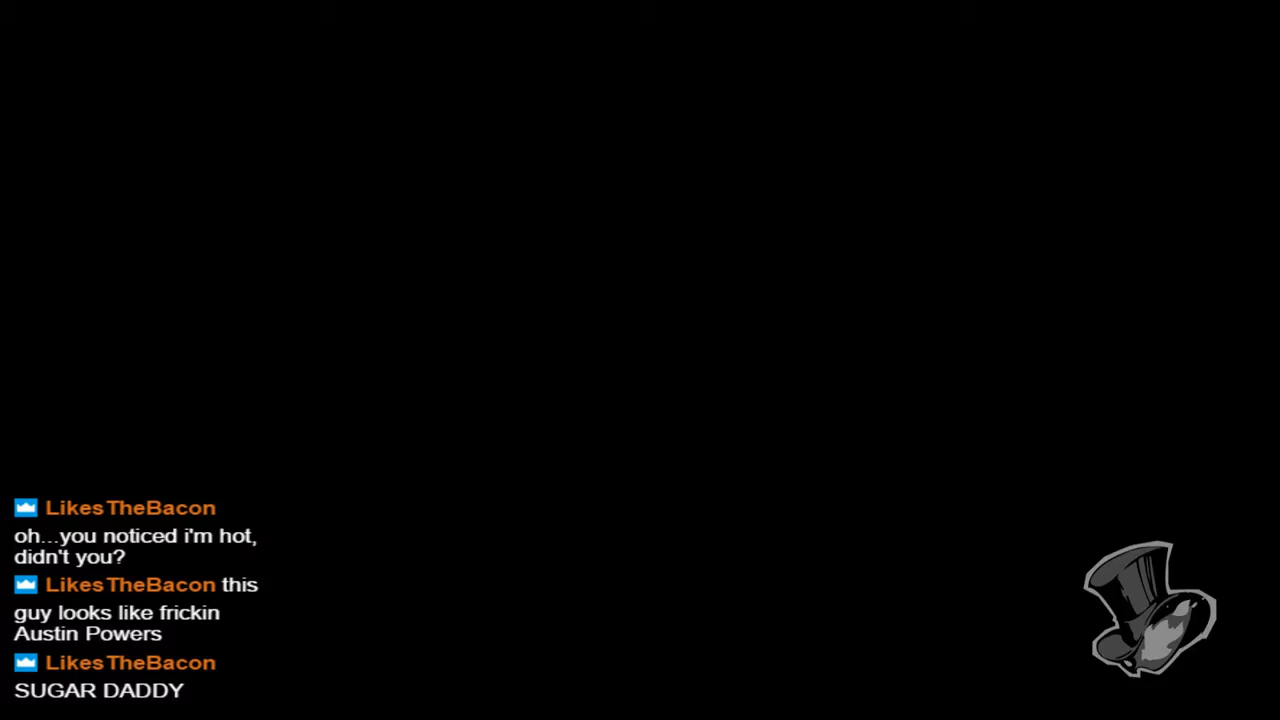 LikesTheBacon
oh...you noticed i'm hot,
didn't you?
LikesTheBacon this
guy looks like frickin
Austin Powers
LikesTheBacon
SUGAR DADDY